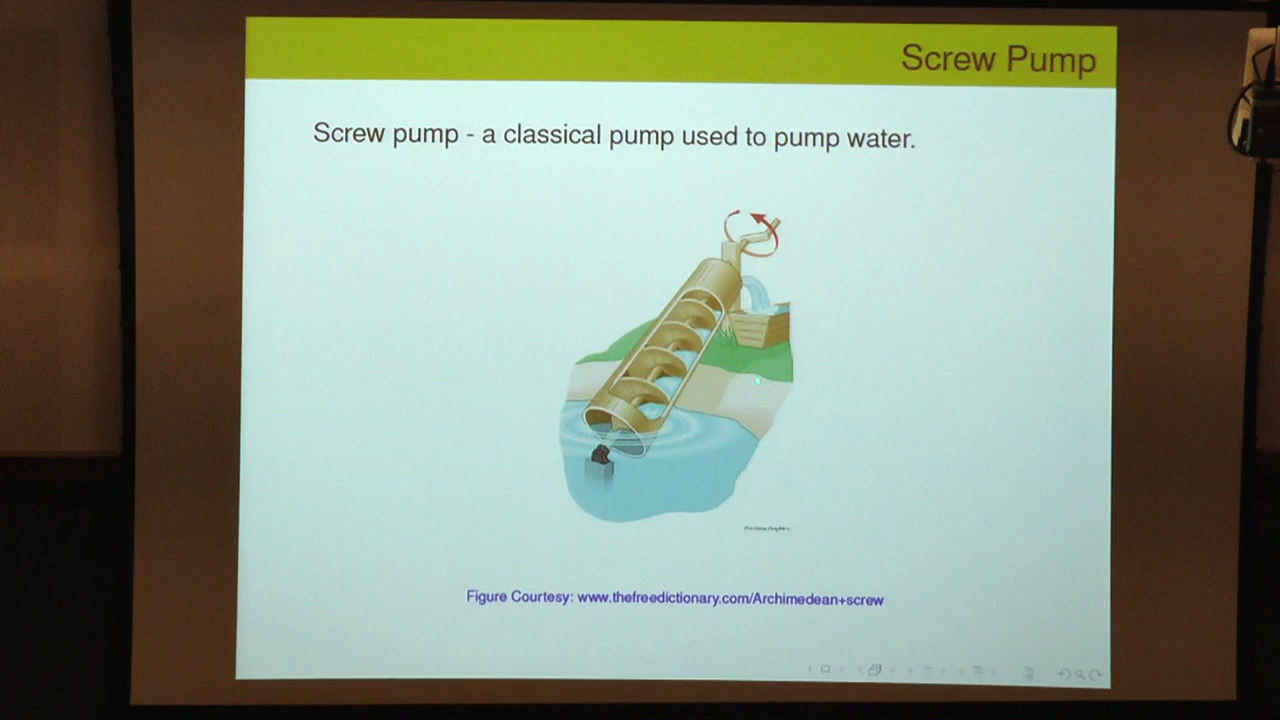 Screw Pump
Screw pump - a classical pump used to pump water.
Figure Courtesy: www.thefreedictionary.com/Archimedean+screw